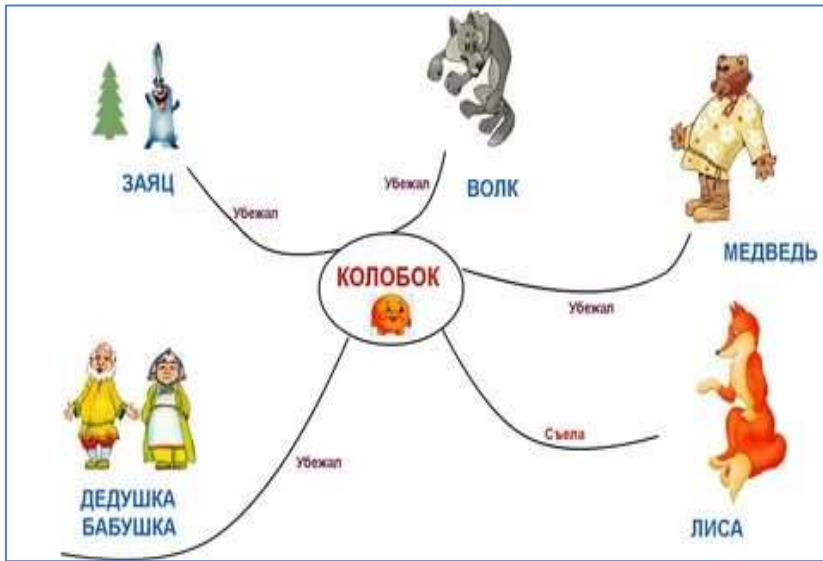 ЗАЯЦ
Убежал
Убежал
ВОЛК
МЕДВЕДЬ
Убежал
КОЛОБОК
ДЕДУШКА
БАБУШКА
Убежал
Съела
ЛИСА